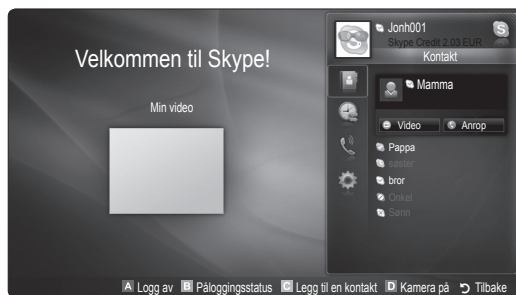 Velkommen til Skype!
Min video
Jonh001
Skype Credit 2.03 EUR
Kontakt
Mamma
Video
Anrop
Pappa
søster
bror
Onkel
Sønn
A Logg av B Påloggingsstatus C Legg til en kontakt D Kamera på Tilbake